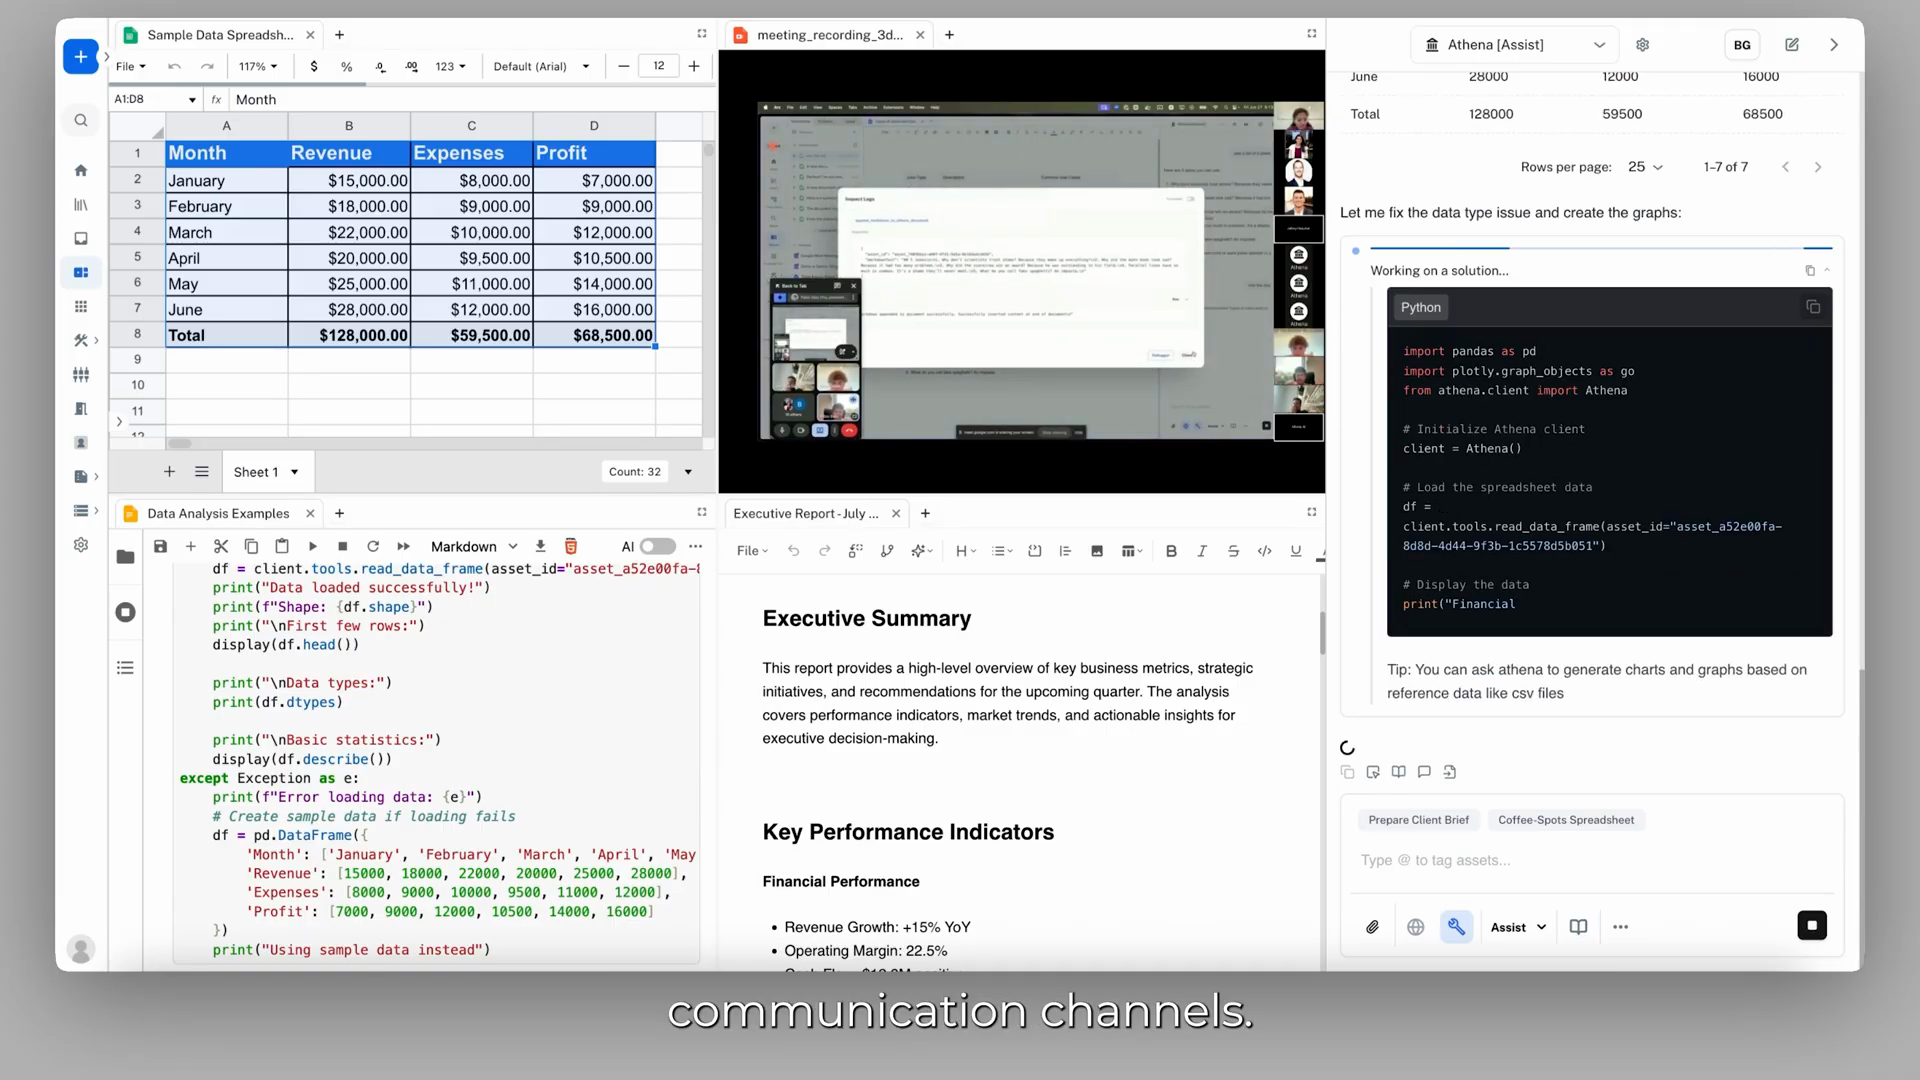 Sample Data Spreadsh...
File
117%
$
%
.0
.00
123
Default (Arial)
12
A1:D8
fx
Month
A B C D
1 Month Revenue Expenses Profit
2 January $15,000.00 $8,000.00 $7,000.00
3 February $18,000.00 $9,000.00 $9,000.00
4 March $22,000.00 $10,000.00 $12,000.00
5 April $20,000.00 $9,500.00 $10,500.00
6 May $25,000.00 $11,000.00 $14,000.00
7 June $28,000.00 $12,000.00 $16,000.00
8 Total $128,000.00 $59,500.00 $68,500.00
9
10
11
12
Sheet 1
Count: 32
meeting_recording_3d...
Inspect Logs
Back to Tab
Athena
Athena
Athena
Data Analysis Examples
Markdown
AI
df = client.tools.read_data_frame(asset_id="asset_a52e00fa-8
print("Data loaded successfully!")
print(f"Shape: {df.shape}")
print("\nFirst few rows:")
display(df.head())
print("\nData types:")
print(df.dtypes)
print("\nBasic statistics:")
display(df.describe())
except Exception as e:
print(f"Error loading data: {e}")
# Create sample data if loading fails
df = pd.DataFrame({
'Month': ['January', 'February', 'March', 'April', 'May
'Revenue': [15000, 18000, 22000, 20000, 25000, 28000],
'Expenses': [8000, 9000, 10000, 9500, 11000, 12000],
'Profit': [7000, 9000, 12000, 10500, 14000, 16000]
})
print("Using sample data instead")
Executive Report - July ...
File
H
B
I
S
U
A
Executive Summary
This report provides a high-level overview of key business metrics, strategic
initiatives, and recommendations for the upcoming quarter. The analysis
covers performance indicators, market trends, and actionable insights for
executive decision-making.
Key Performance Indicators
Financial Performance
• Revenue Growth: +15% YoY
• Operating Margin: 22.5%
Athena [Assist]
BG
June 28000 12000 16000
Total 128000 59500 68500
Rows per page: 25 1–7 of 7
Let me fix the data type issue and create the graphs:
Working on a solution...
Python
import pandas as pd
import plotly.graph_objects as go
from athena.client import Athena
# Initialize Athena client
client = Athena()
# Load the spreadsheet data
df =
client.tools.read_data_frame(asset_id="asset_a52e00fa-
8d8d-4d44-9f3b-1c5578d5b051")
# Display the data
print("Financial
Tip: You can ask athena to generate charts and graphs based on
reference data like csv files
Prepare Client Brief
Coffee-Spots Spreadsheet
Type @ to tag assets...
Assist
communication channels.